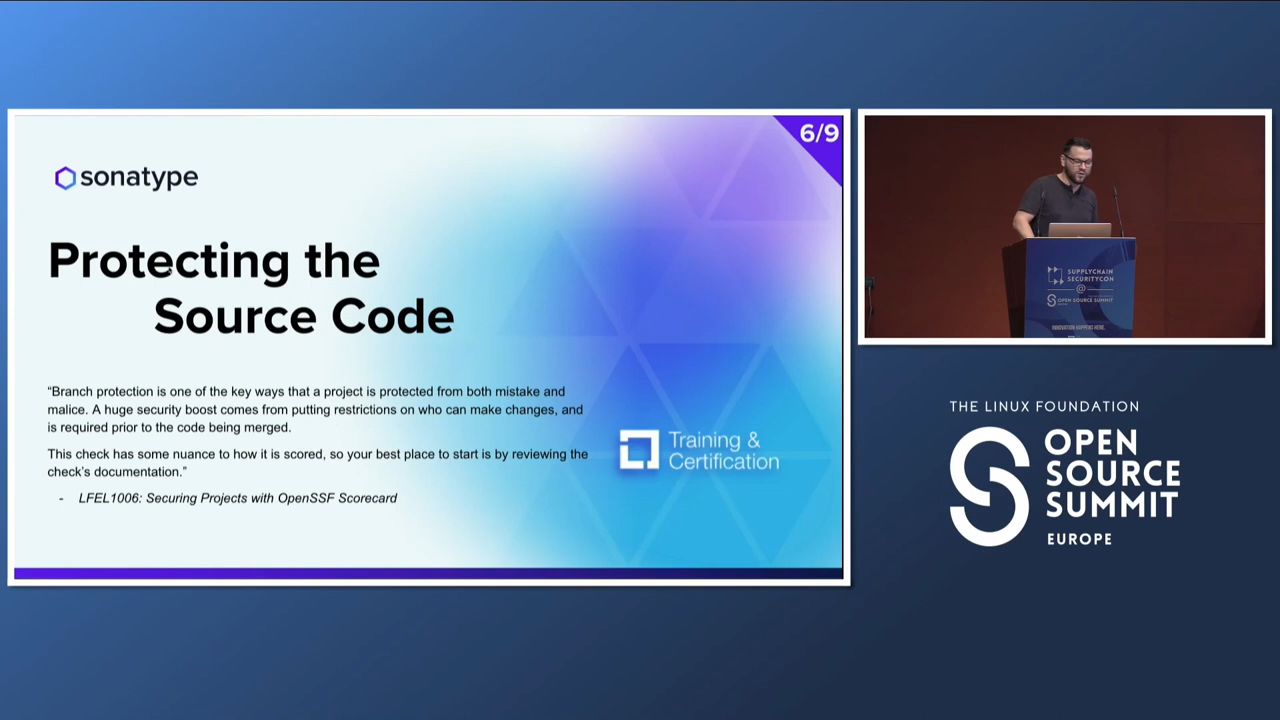 6/9
sonatype
Protecting the
Source Code
“Branch protection is one of the key ways that a project is protected from both mistake and
malice. A huge security boost comes from putting restrictions on who can make changes, and
is required prior to the code being merged.
This check has some nuance to how it is scored, so your best place to start is by reviewing the
check’s documentation.”
- LFEL1006: Securing Projects with OpenSSF Scorecard
Training &
Certification
SUPPLYCHAIN
SECURITYCON
@
OPEN SOURCE SUMMIT
INNOVATION HAPPENS HERE.
THE LINUX FOUNDATION
OPEN
SOURCE
SUMMIT
EUROPE